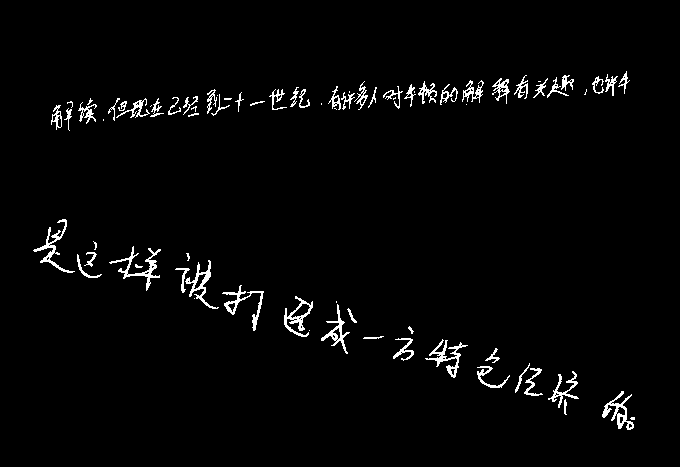 解读.但现在已经到二十一世纪.有许多人对牛顿的解释有关趣,也许牛
是这样被打造成一方特色经济的。